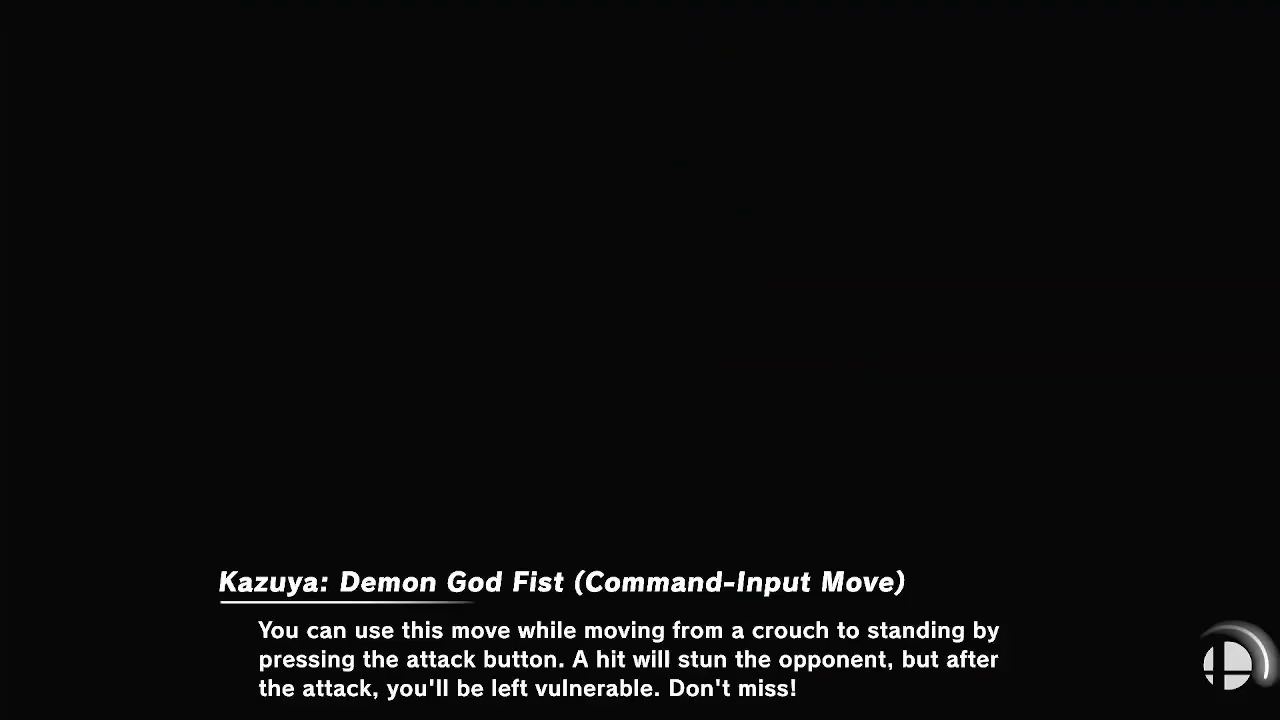 Kazuya: Demon God Fist (Command-Input Move)
You can use this move while moving from a crouch to standing by
pressing the attack button. A hit will stun the opponent, but after
the attack, you'll be left vulnerable. Don't miss!